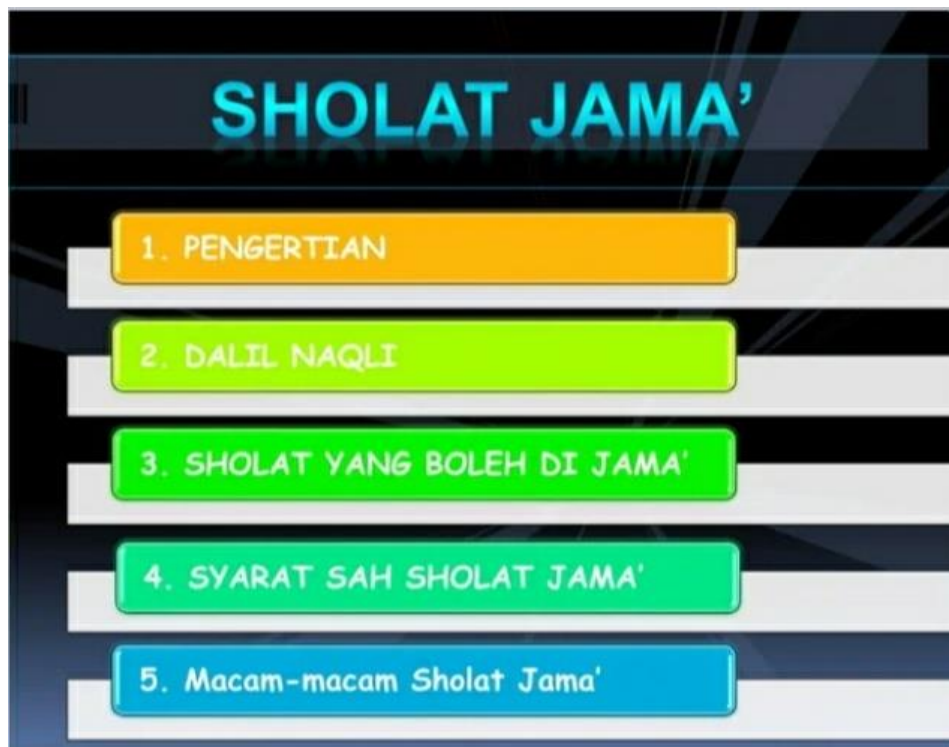 SHOLAT JAMA’
1. PENGERTIAN
2. DALIL NAQLI
3. SHOLAT YANG BOLEH DI JAMA’
4. SYARAT SAH SHOLAT JAMA’
5. Macam-macam Sholat Jama’